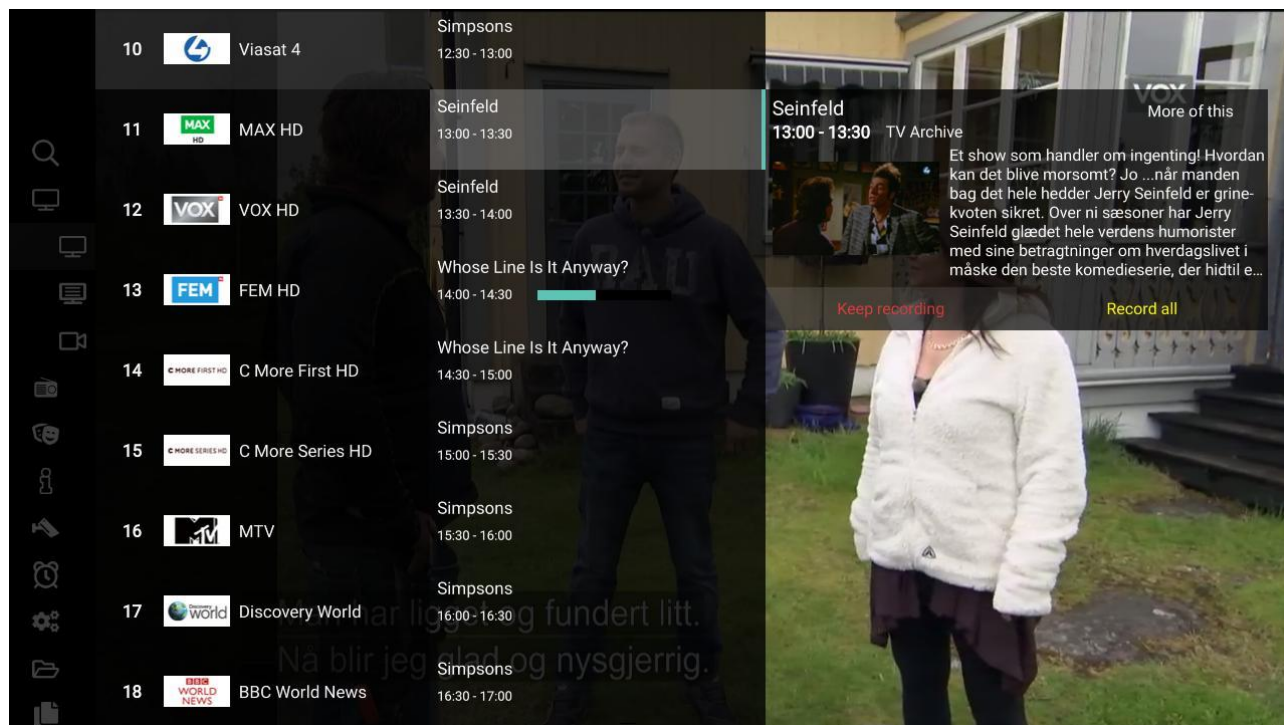 10 Viasat 4
11 MAX HD MAX HD
12 VOX VOX HD
13 FEM FEM HD
14 C MORE FIRST HD C More First HD
15 C MORE SERIES HD C More Series HD
16 MTV MTV
17 Discovery world Discovery World
18 BBC WORLD NEWS BBC World News
Simpsons
12:30 - 13:00
Seinfeld
13:00 - 13:30
Seinfeld
13:30 - 14:00
Whose Line Is It Anyway?
14:00 - 14:30
Whose Line Is It Anyway?
14:30 - 15:00
Simpsons
15:00 - 15:30
Simpsons
15:30 - 16:00
Simpsons
16:00 - 16:30
Simpsons
16:30 - 17:00
VOX
Seinfeld
More of this
13:00 - 13:30 TV Archive
Et show som handler om ingenting! Hvordan
kan det blive morsomt? Jo ...når manden
bag det hele hedder Jerry Seinfeld er grine-
kvoten sikret. Over ni sæsoner har Jerry
Seinfeld glædet hele verdens humorister
med sine betragtninger om hverdagslivet i
måske den beste komedieserie, der hidtil e...
Keep recording
Record all
har ligget og fundert litt.
Nå blir jeg glad og nysgjerrig.